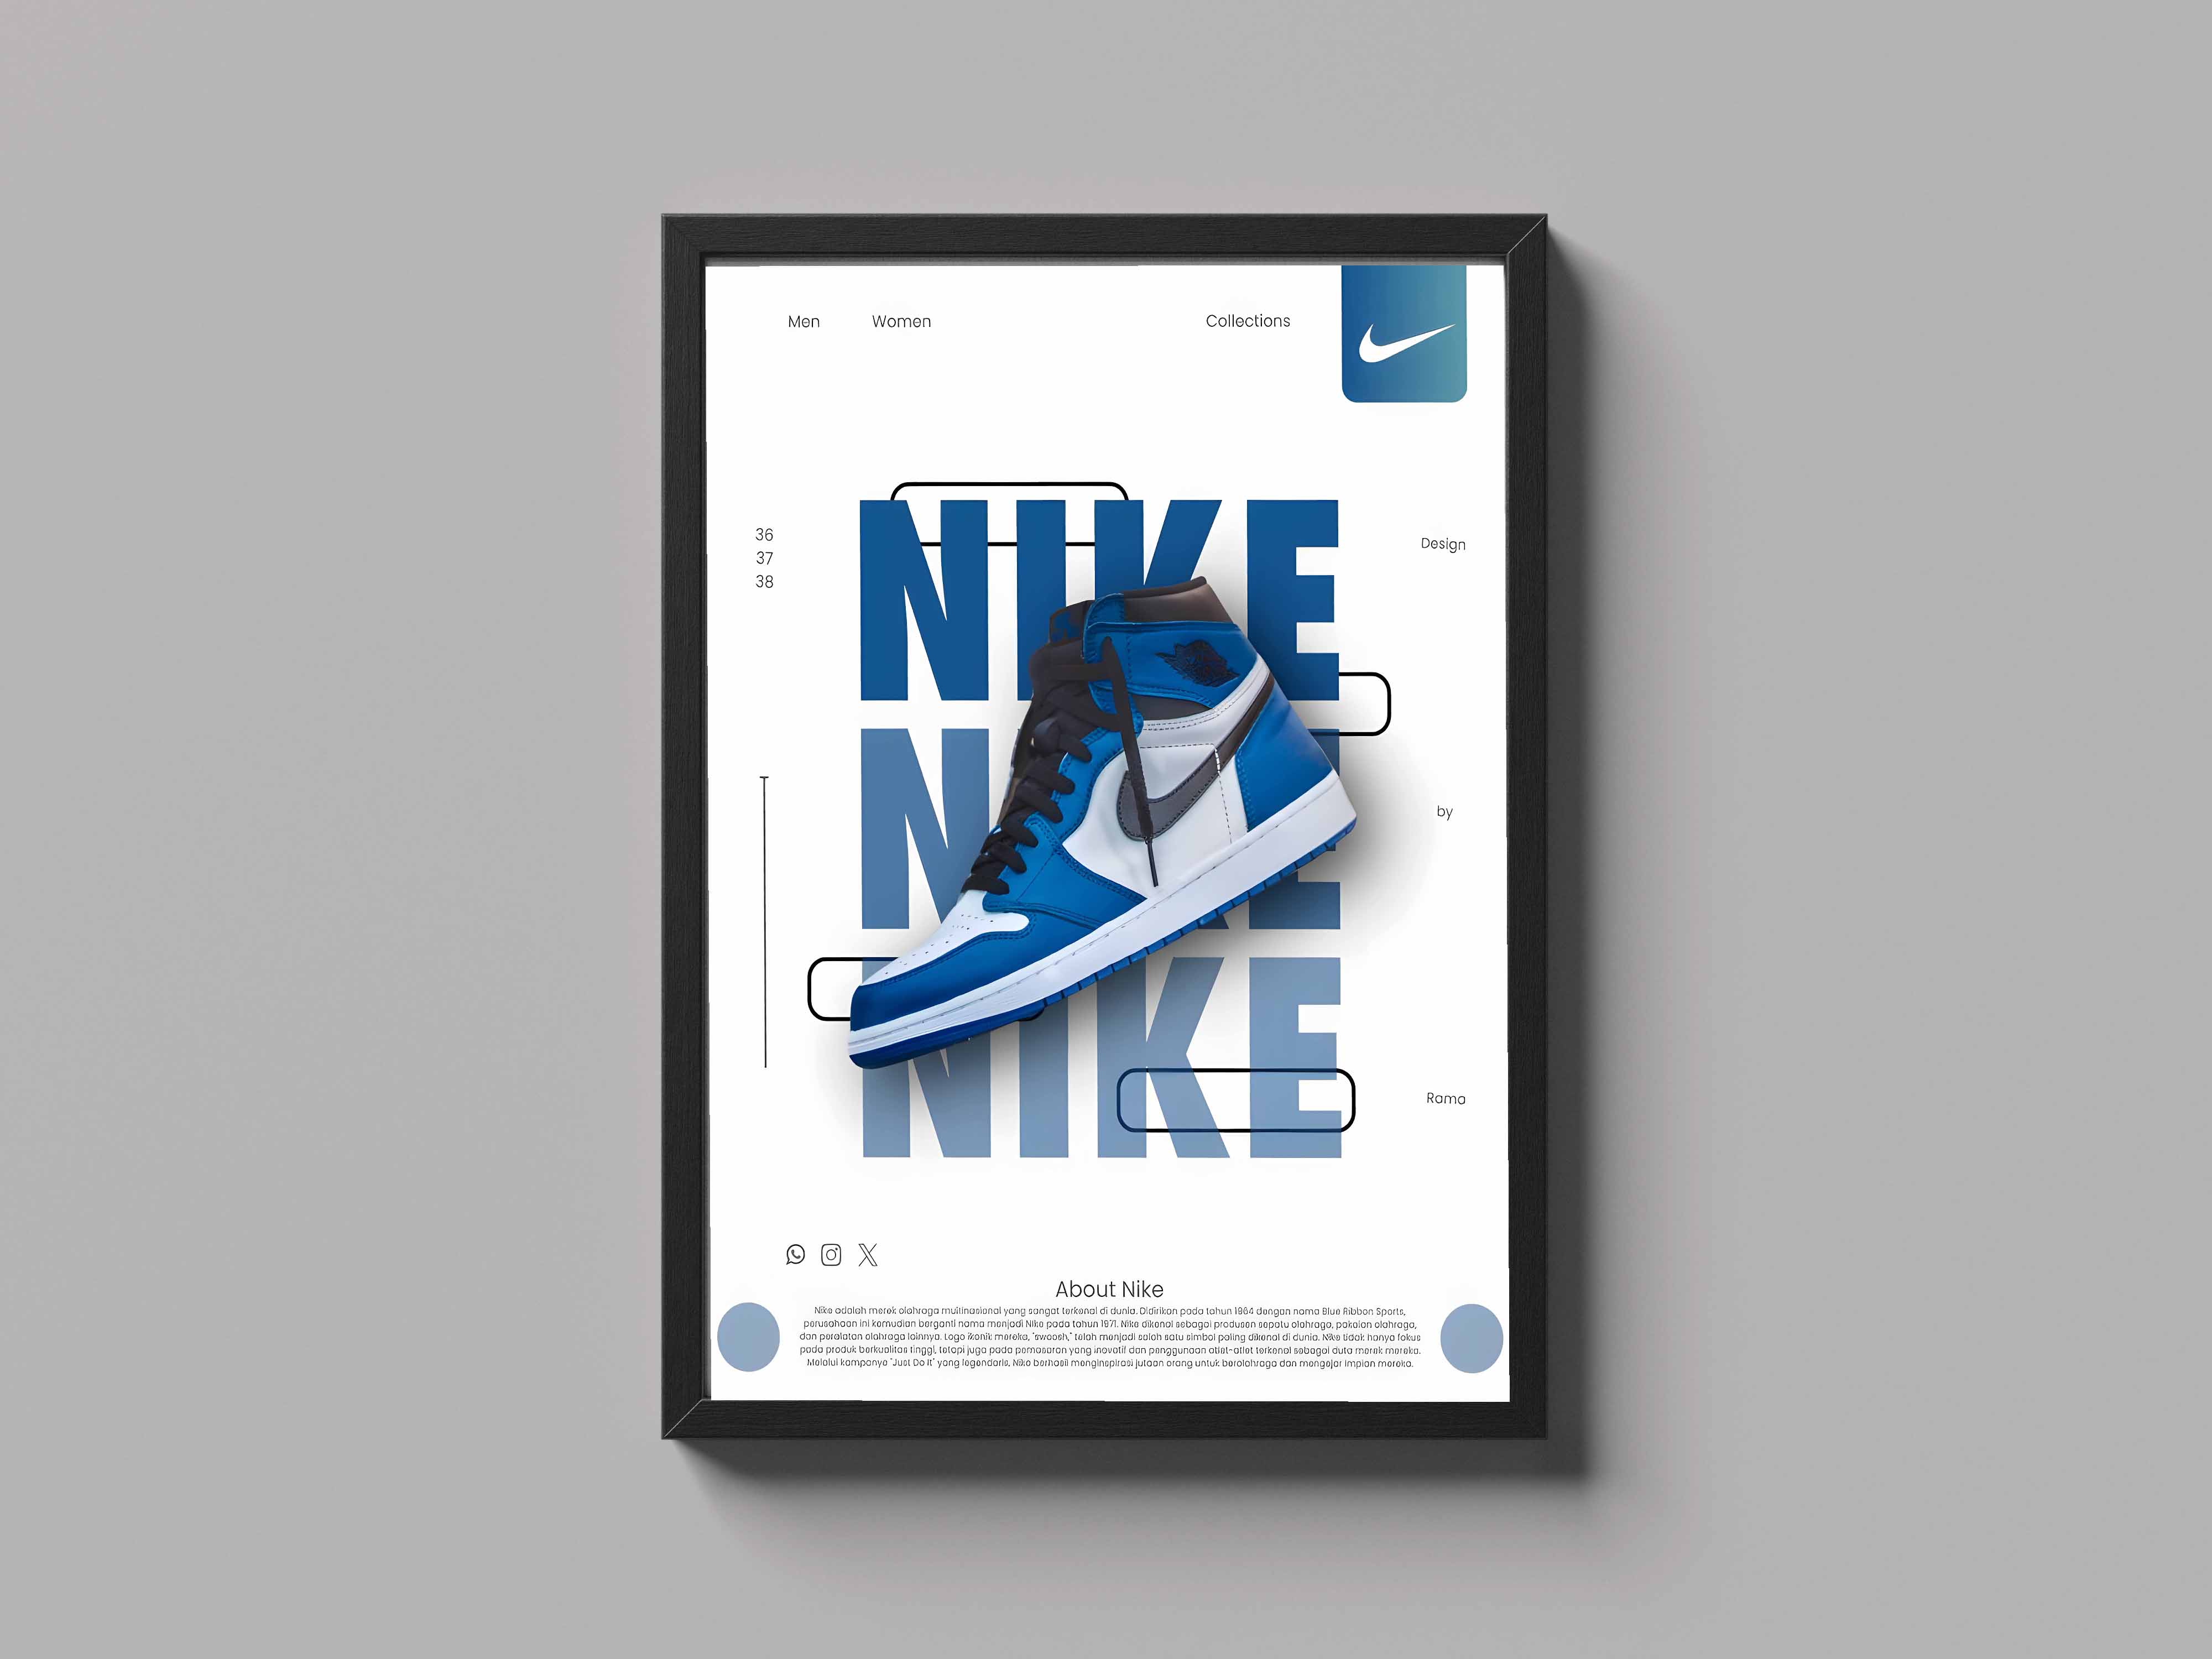 Men Women Collections
NIKE
36
37
38
Design
NIKE
by
NIKE
Rama
About Nike
Nike adalah merek olahraga multinasional yang sangat terkenal di dunia. Didirikan pada tahun 1964 dengan nama Blue Ribbon Sports,
perusahaan ini kemudian berganti nama menjadi Nike pada tahun 1971. Nike dikenal sebagai produsen sepatu olahraga, pakaian olahraga,
dan peralatan olahraga lainnya. Logo ikonik mereka, "swoosh," telah menjadi salah satu simbol paling dikenal di dunia. Nike tidak hanya fokus
pada produk berkualitas tinggi, tetapi juga pada pemasaran yang inovatif dan penggunaan atlet-atlet terkenal sebagai duta merek mereka.
Melalui kampanye "Just Do It" yang legendaris, Nike berhasil menginspirasi jutaan orang untuk berolahraga dan mengejar impian mereka.